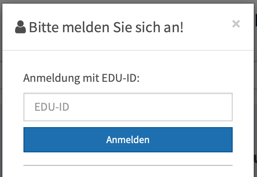 Bitte melden Sie sich an!
×
Anmeldung mit EDU-ID:
EDU-ID
Anmelden